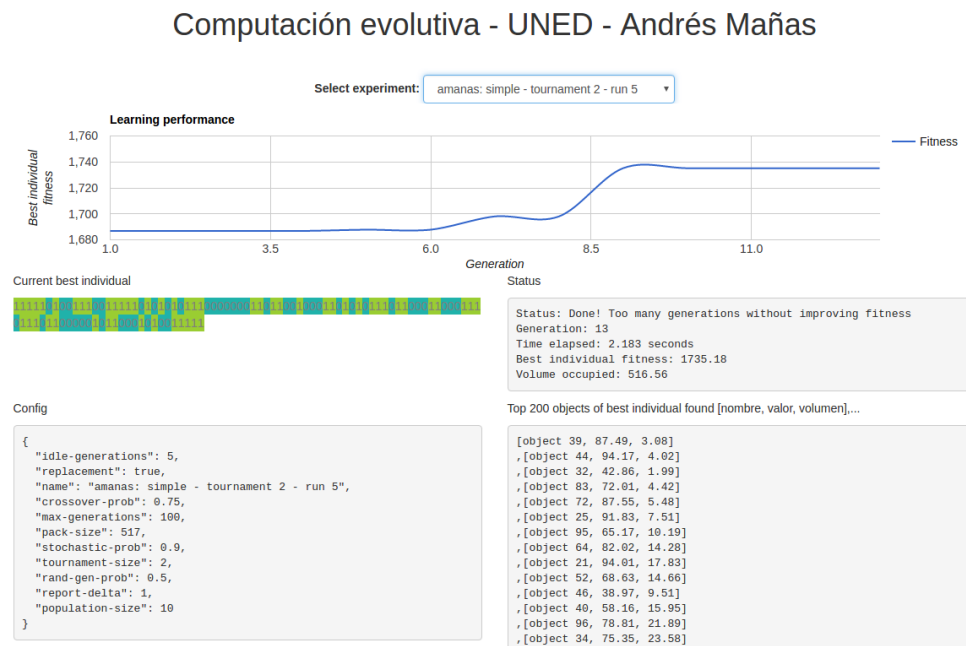 Computación evolutiva - UNED - Andrés Mañas
Select experiment: amanas: simple - tournament 2 - run 5
Learning performance
Best individual
fitness
1,760
1,740
1,720
1,700
1,680
1.0 3.5 6.0 8.5 11.0
Generation
Fitness
Current best individual
Status
Status: Done! Too many generations without improving fitness
Generation: 13
Time elapsed: 2.183 seconds
Best individual fitness: 1735.18
Volume occupied: 516.56
Config
{
"idle-generations": 5,
"replacement": true,
"name": "amanas: simple - tournament 2 - run 5",
"crossover-prob": 0.75,
"max-generations": 100,
"pack-size": 517,
"stochastic-prob": 0.9,
"tournament-size": 2,
"rand-gen-prob": 0.5,
"report-delta": 1,
"population-size": 10
}
Top 200 objects of best individual found [nombre, valor, volumen],...
[object 39, 87.49, 3.08]
,[object 44, 94.17, 4.02]
,[object 32, 42.86, 1.99]
,[object 83, 72.01, 4.42]
,[object 72, 87.55, 5.48]
,[object 25, 91.83, 7.51]
,[object 95, 65.17, 10.19]
,[object 64, 82.02, 14.28]
,[object 21, 94.01, 17.83]
,[object 52, 68.63, 14.66]
,[object 46, 38.97, 9.51]
,[object 40, 58.16, 15.95]
,[object 96, 78.81, 21.89]
,[object 34, 75.35, 23.58]